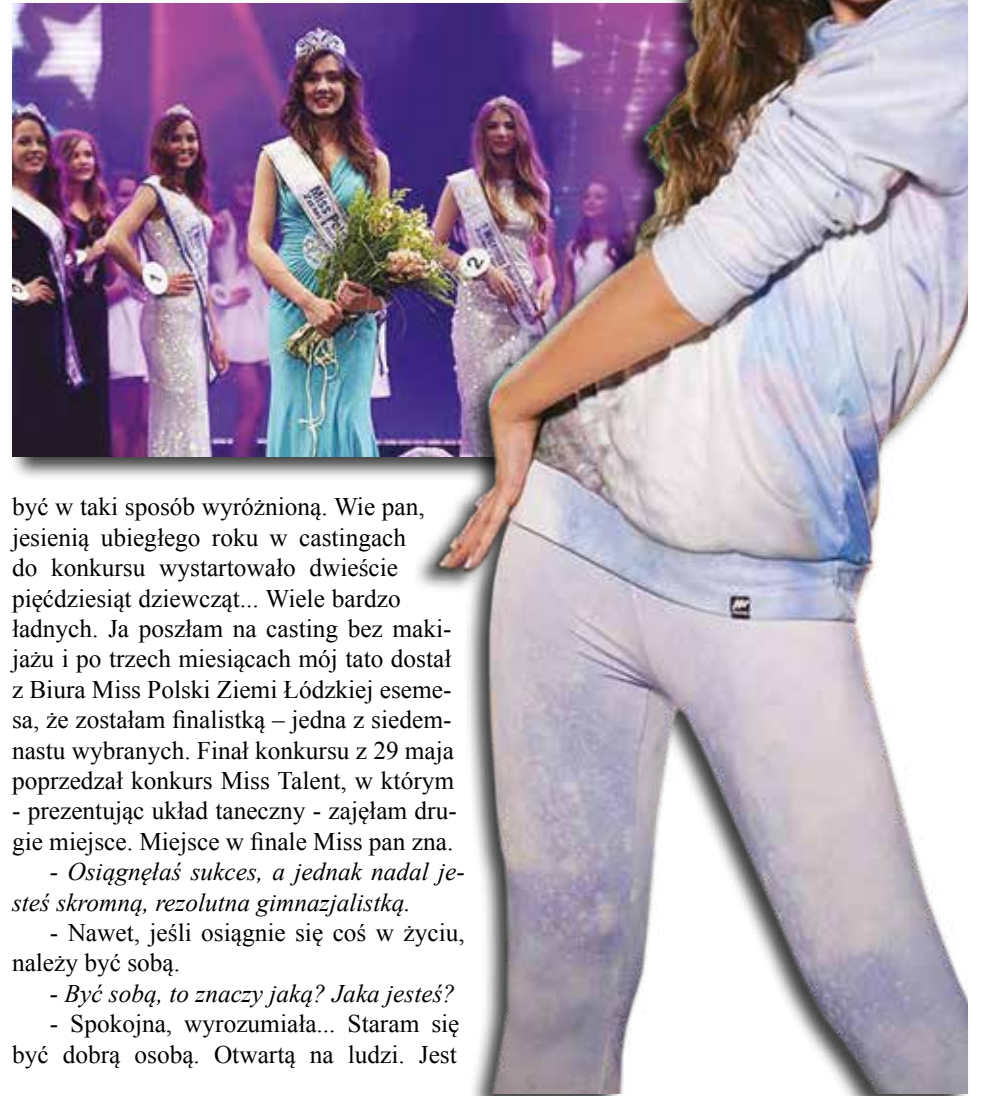 Miss P
1
2
być w taki sposób wyróżnioną. Wie pan,
jesienią ubiegłego roku w castingach
do konkursu wystartowało dwieście
pięćdziesiąt dziewcząt... Wiele bardzo
ładnych. Ja poszłam na casting bez maki-
jażu i po trzech miesiącach mój tato dostał
z Biura Miss Polski Ziemi Łódzkiej eseme-
sa, że zostałam finalistką – jedna z siedem-
nastu wybranych. Finał konkursu z 29 maja
poprzedzał konkurs Miss Talent, w którym
- prezentując układ taneczny - zajęłam dru-
gie miejsce. Miejsce w finale Miss pan zna.
- Osiągnęłaś sukces, a jednak nadal je-
steś skromną, rezolutna gimnazjalistką.
- Nawet, jeśli osiągnie się coś w życiu,
należy być sobą.
- Być sobą, to znaczy jaką? Jaka jesteś?
- Spokojna, wyrozumiała... Staram się
być dobrą osobą. Otwartą na ludzi. Jest